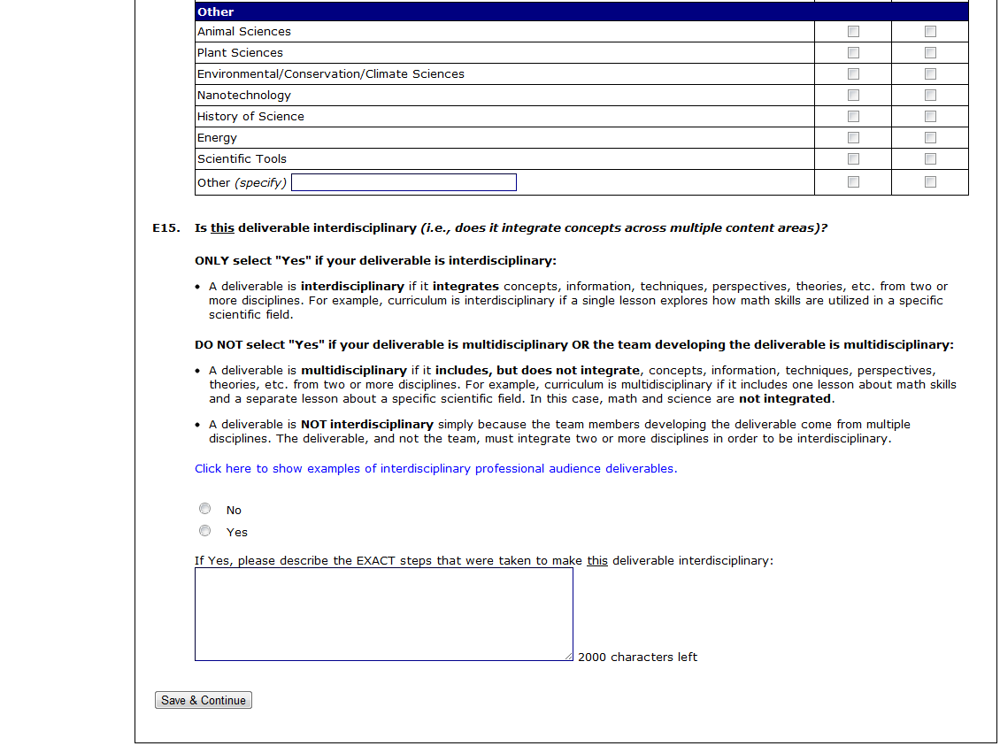 Other
Animal Sciences
Plant Sciences
Environmental/Conservation/Climate Sciences
Nanotechnology
History of Science
Energy
Scientific Tools
Other (specify)
E15. Is this deliverable interdisciplinary (i.e., does it integrate concepts across multiple content areas)?
ONLY select "Yes" if your deliverable is interdisciplinary:
• A deliverable is interdisciplinary if it integrates concepts, information, techniques, perspectives, theories, etc. from two or
more disciplines. For example, curriculum is interdisciplinary if a single lesson explores how math skills are utilized in a specific
scientific field.
DO NOT select "Yes" if your deliverable is multidisciplinary OR the team developing the deliverable is multidisciplinary:
• A deliverable is multidisciplinary if it includes, but does not integrate, concepts, information, techniques, perspectives,
theories, etc. from two or more disciplines. For example, curriculum is multidisciplinary if it includes one lesson about math skills
and a separate lesson about a specific scientific field. In this case, math and science are not integrated.
• A deliverable is NOT interdisciplinary simply because the team members developing the deliverable come from multiple
disciplines. The deliverable, and not the team, must integrate two or more disciplines in order to be interdisciplinary.
Click here to show examples of interdisciplinary professional audience deliverables.
No
Yes
If Yes, please describe the EXACT steps that were taken to make this deliverable interdisciplinary:
2000 characters left
Save & Continue